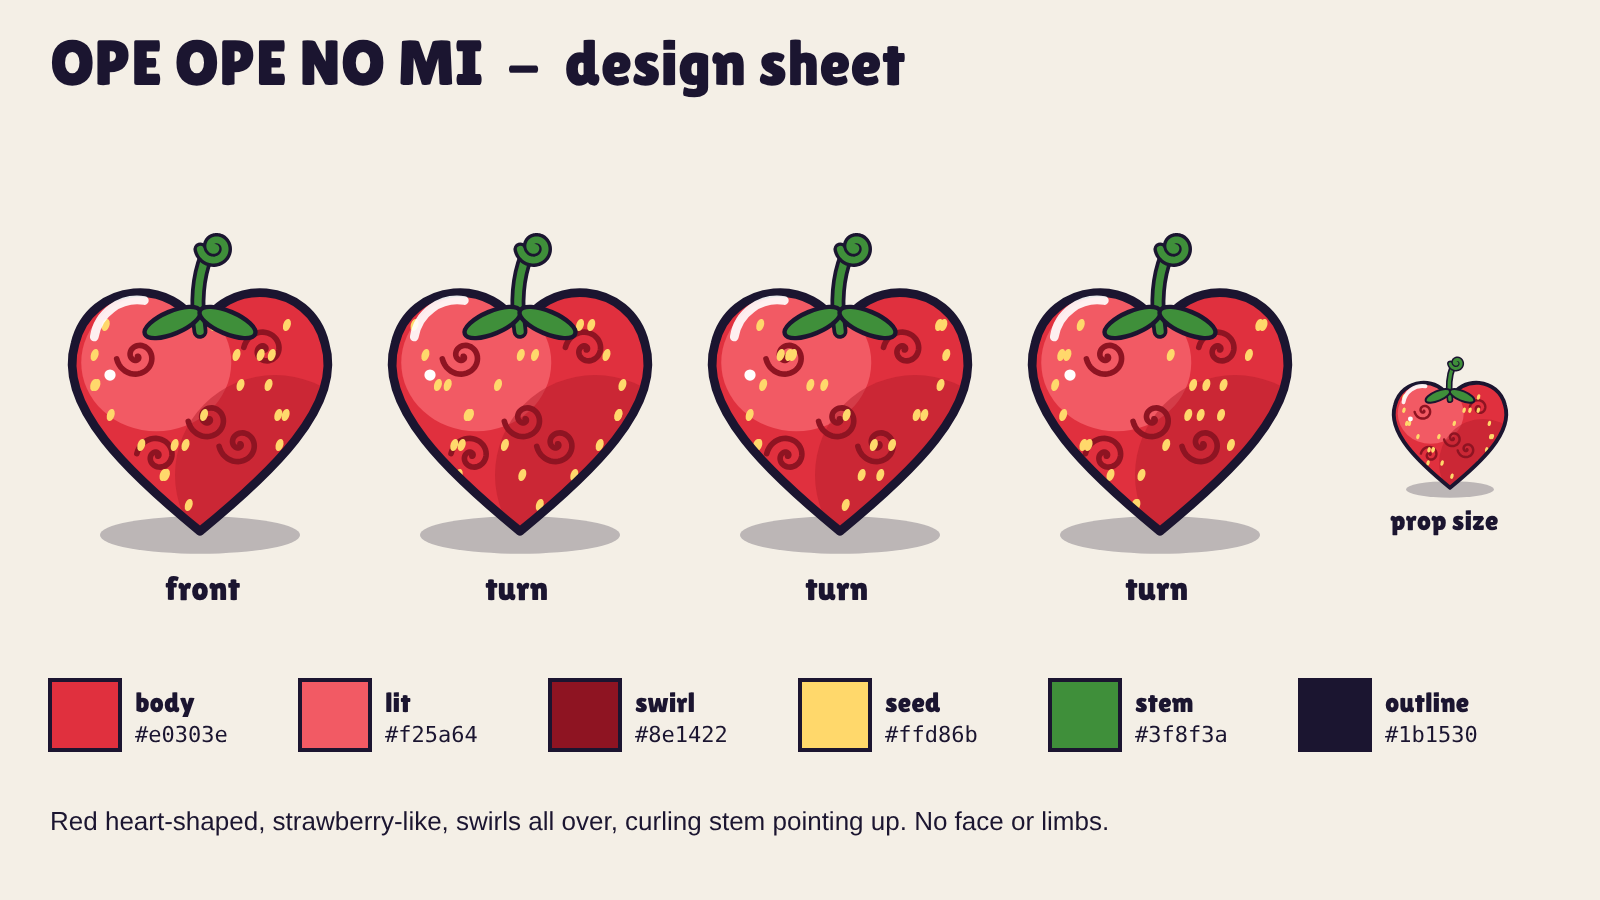 OPE OPE NO MI – design sheet
prop size
front
turn
turn
turn
body
#e0303e
lit
#f25a64
swirl
#8e1422
seed
#ffd86b
stem
#3f8f3a
outline
#1b1530
Red heart-shaped, strawberry-like, swirls all over, curling stem pointing up. No face or limbs.